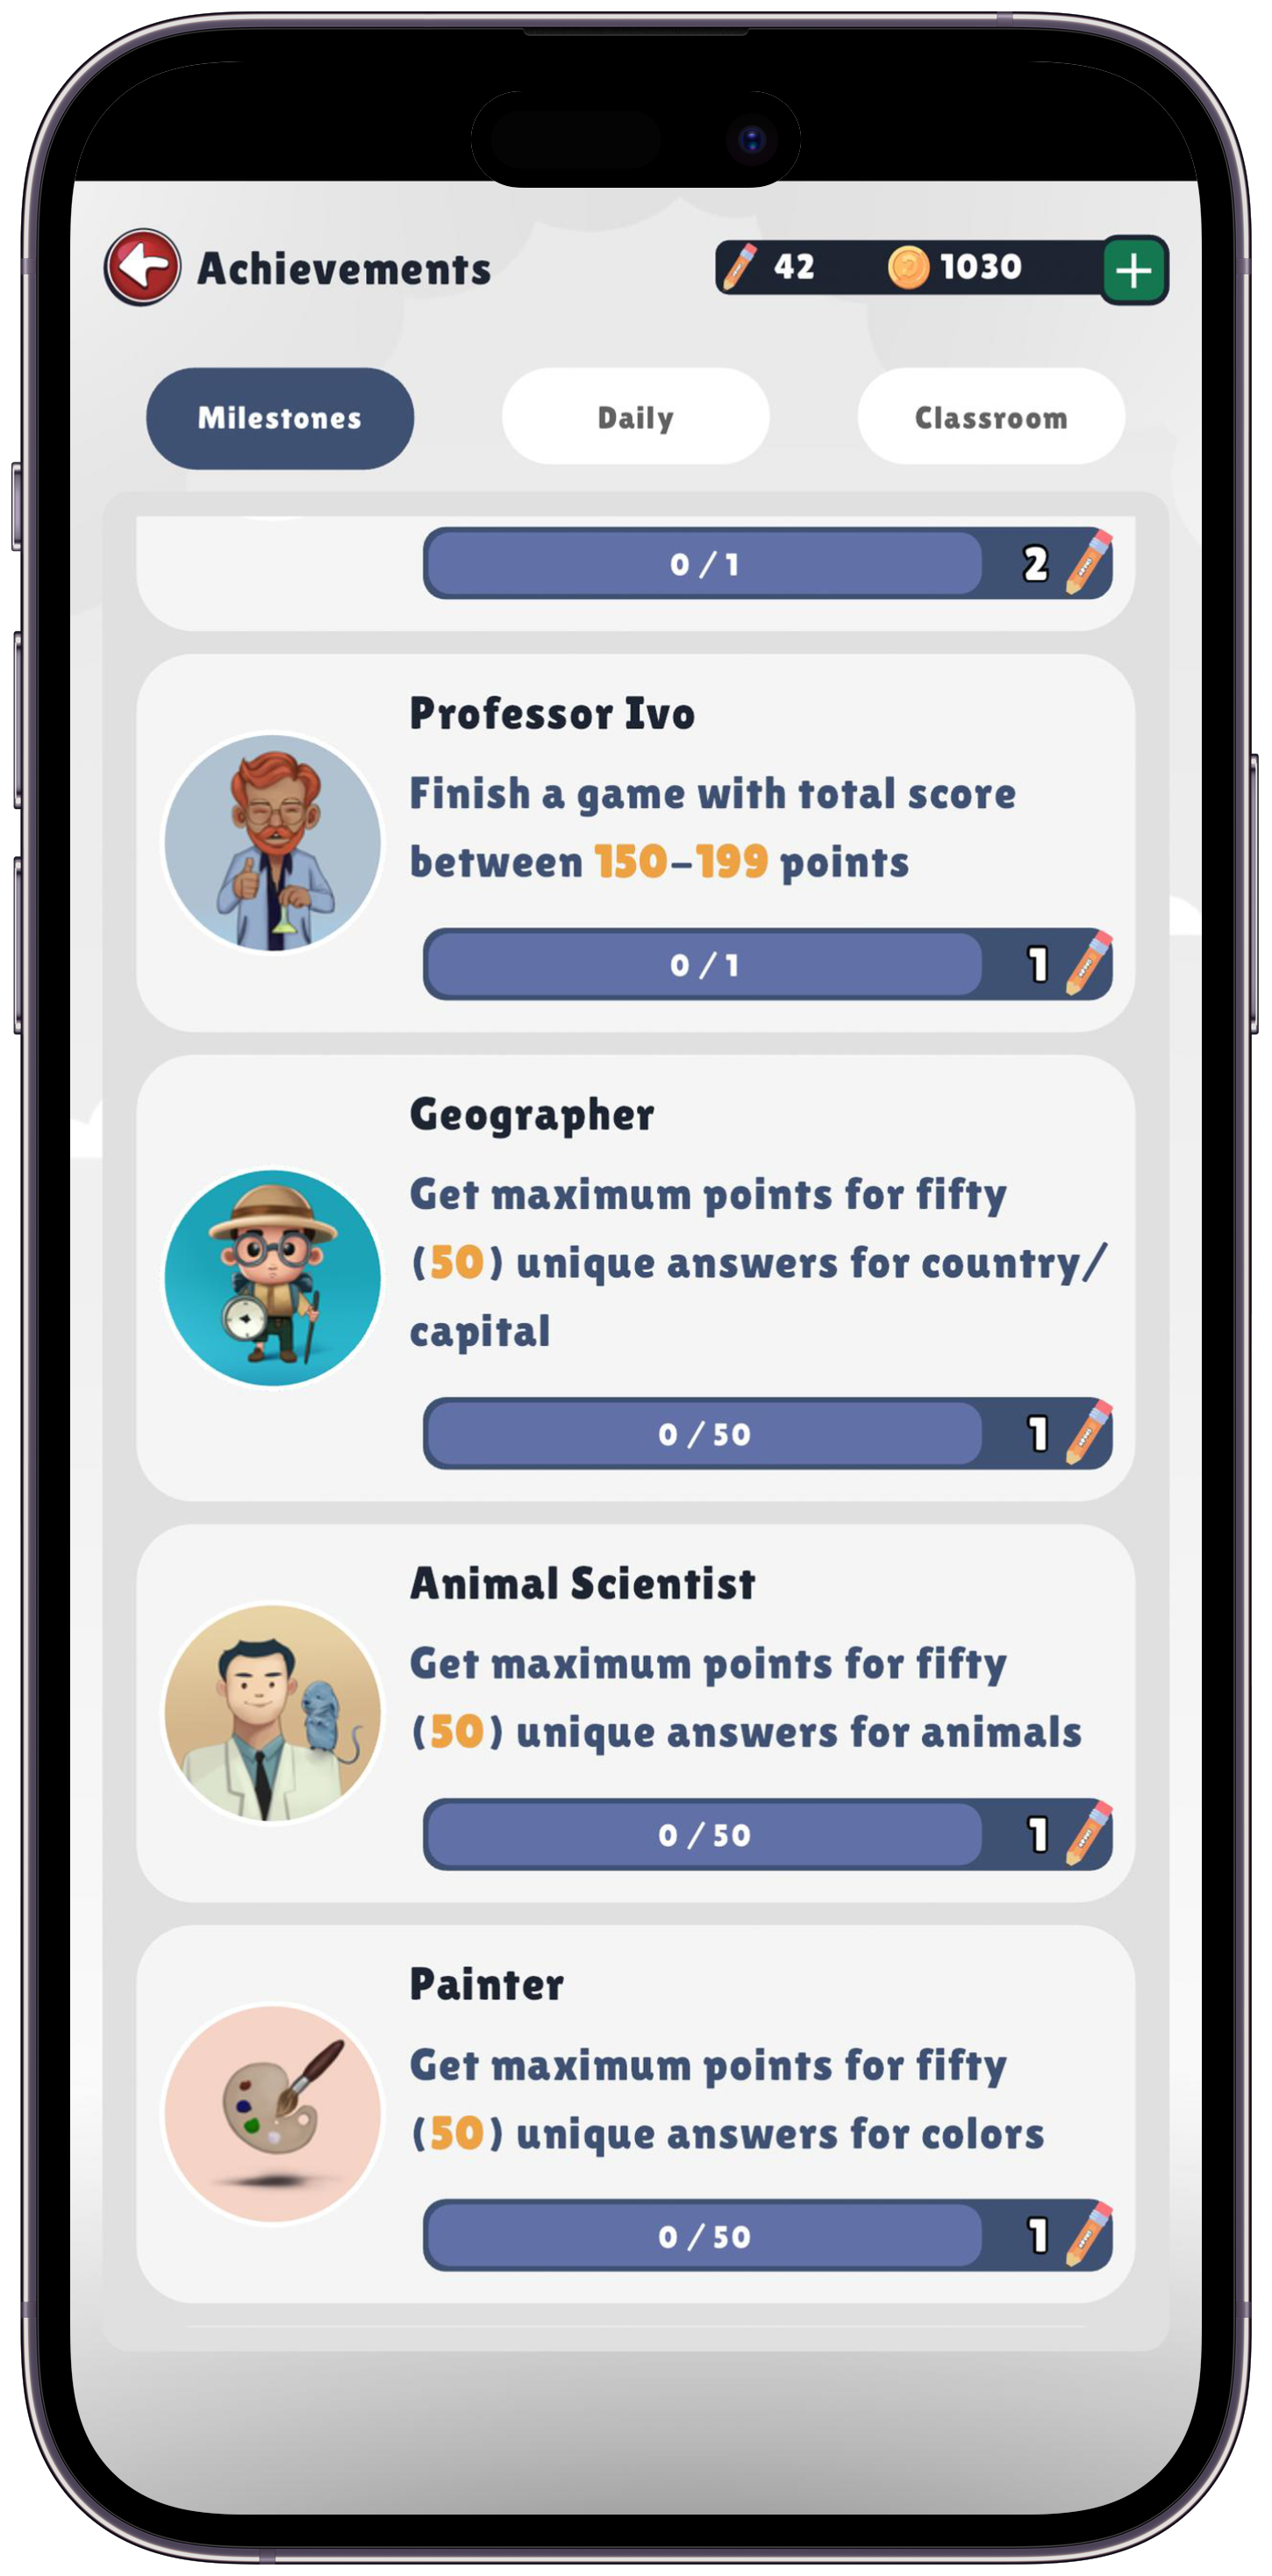 Achievements
42
1030
Milestones
Daily
Classroom
0 / 1
2
Professor Ivo
Finish a game with total score
between 150-199 points
0 / 1
1
Geographer
Get maximum points for fifty
(50) unique answers for country/
capital
0 / 50
1
Animal Scientist
Get maximum points for fifty
(50) unique answers for animals
0 / 50
1
Painter
Get maximum points for fifty
(50) unique answers for colors
0 / 50
1